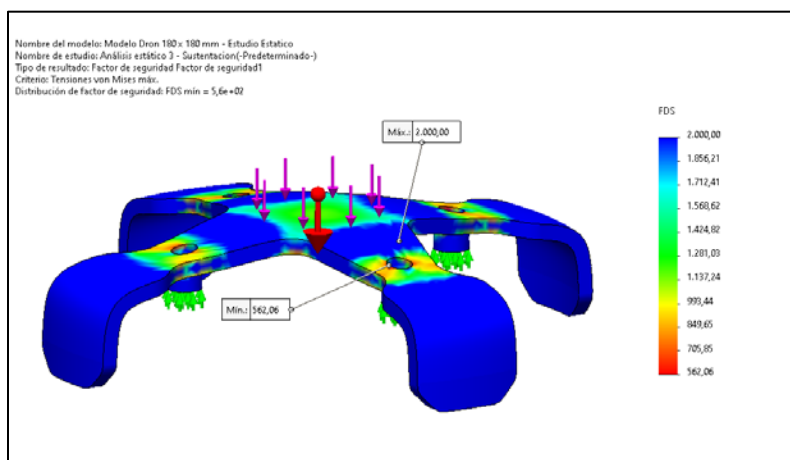 Nombre del modelo: Modelo Dron 180 x 180 mm - Estudio Estatico
Nombre de estudio: Análisis estático 3 - Sustentacion(-Predeterminado-)
Tipo de resultado: Factor de seguridad Factor de seguridad1
Criterio: Tensiones von Mises máx.
Distribución de factor de seguridad: FDS mín = 5,6e+02
FDS
Máx.: 2.000,00
2.000,00
1.856,21
1.712,41
1.568,62
1.424,82
1.281,03
1.137,24
993,44
849,65
705,85
562,06
Mín.: 562,06